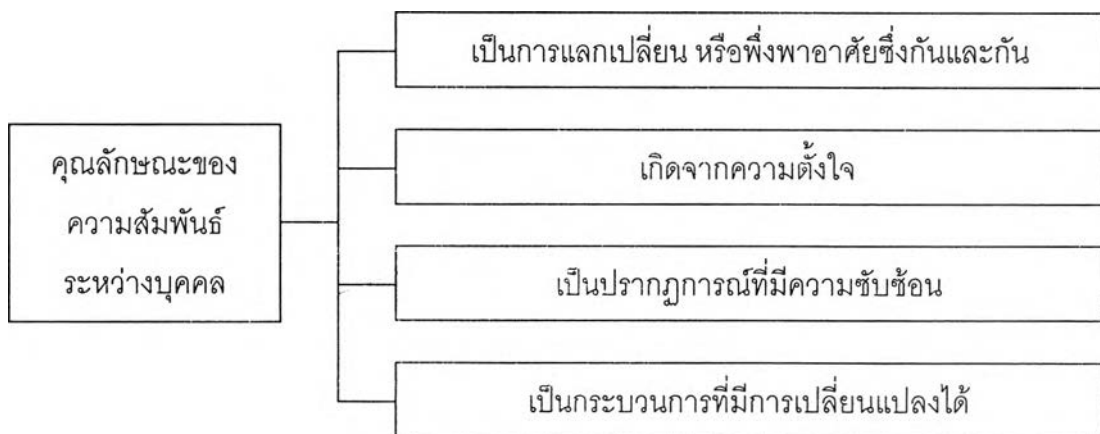 คุณลักษณะของ
ความสัมพันธ์
ระหว่างบุคคล
เป็นการแลกเปลี่ยน หรือพึ่งพาอาศัยซึ่งกันและกัน
เกิดจากความตั้งใจ
เป็นปรากฏการณ์ที่มีความซับซ้อน
เป็นกระบวนการที่มีการเปลี่ยนแปลงได้